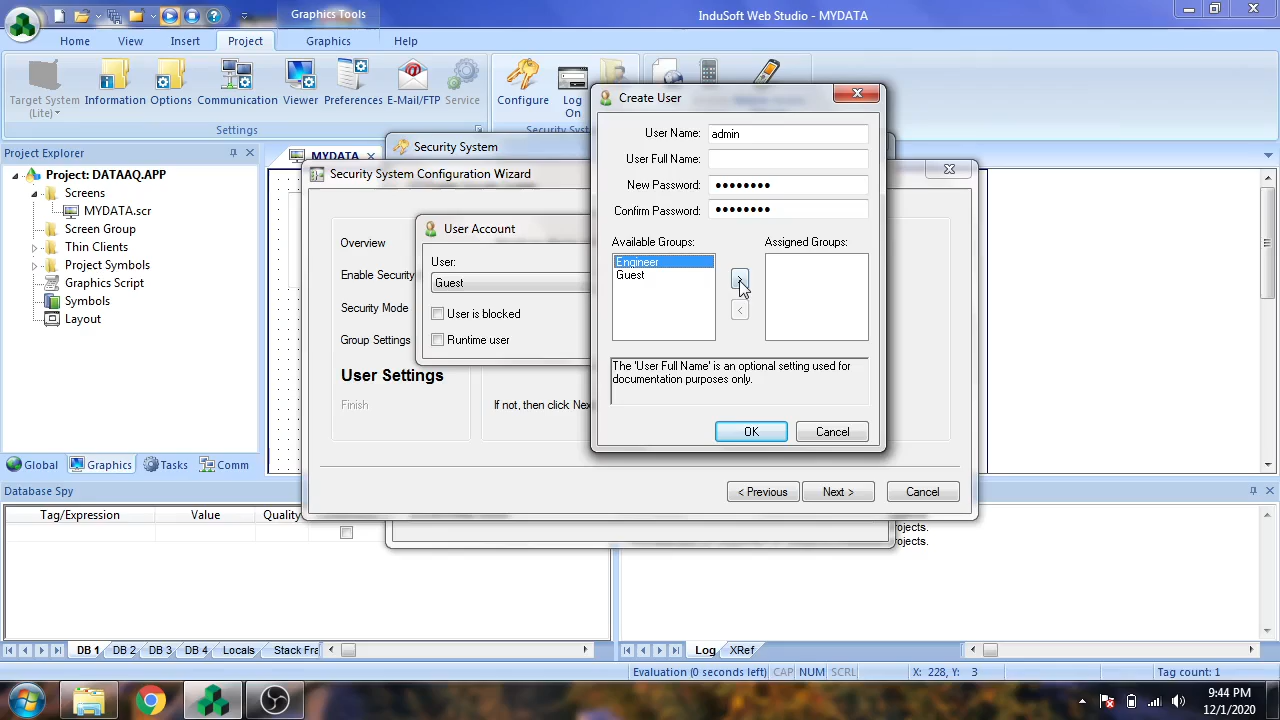 Graphics Tools
InduSoft Web Studio - MYDATA
Home
View
Insert
Project
Graphics
Help
Target System
(Lite)
Information
Options
Communication
Viewer
Preferences
E-Mail/FTP
Service
Configure
Log
On
Settings
Security Syst
Project Explorer
Project: DATAAQ.APP
Screens
MYDATA.scr
Screen Group
Thin Clients
Project Symbols
Graphics Script
Symbols
Layout
Global
Graphics
Tasks
Comm
MYDATA
Security System
Security System Configuration Wizard
Overview
Enable Security
Security Mode
Group Settings
User Settings
Finish
If not, then click Nex
< Previous
Next >
Cancel
User Account
User:
Guest
User is blocked
Runtime user
Create User
User Name:
admin
User Full Name:
New Password:
●●●●●●●●
Confirm Password:
●●●●●●●●
Available Groups:
Assigned Groups:
Engineer
Guest
>
<
The 'User Full Name' is an optional setting used for
documentation purposes only.
OK
Cancel
Database Spy
Tag/Expression
Value
Quality
Conti
DB 1
DB 2
DB 3
DB 4
Locals
Stack Fra
rojects.
rojects.
Log
XRef
Evaluation (0 seconds left)
CAP
NUM
SCRL
X: 228, Y: 3
Tag count: 1
9:44 PM
12/1/2020